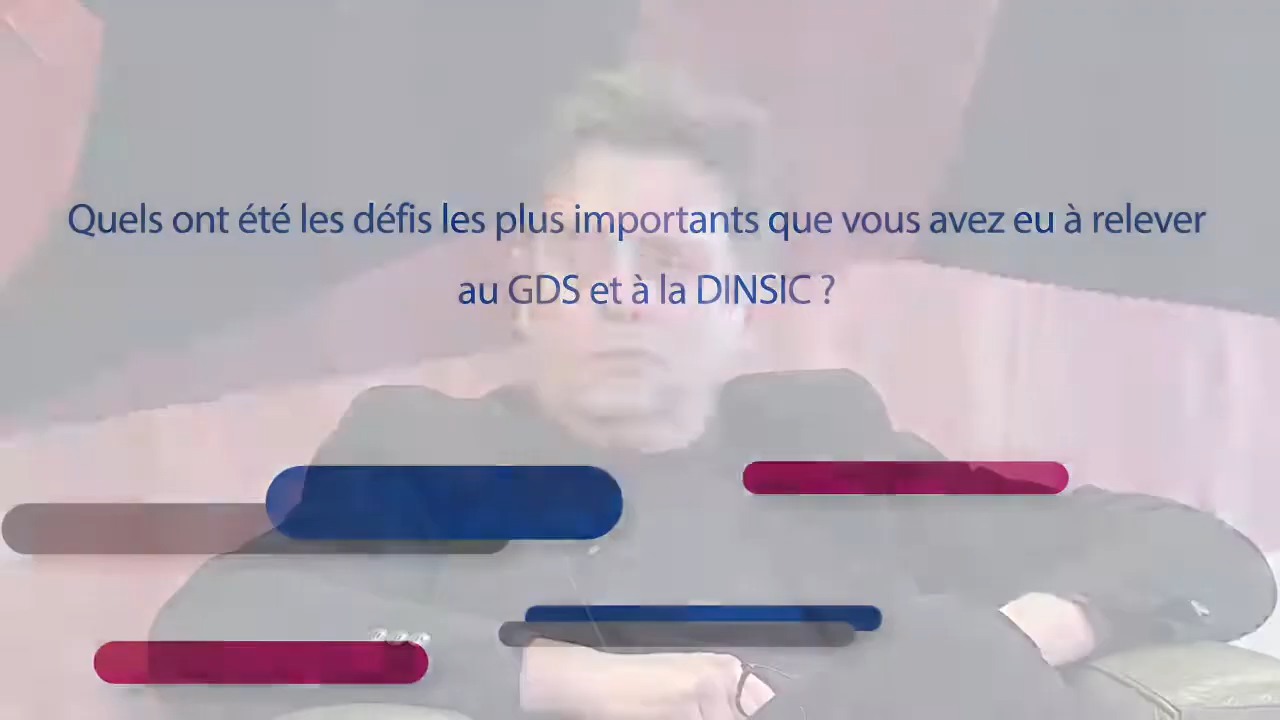 Quels ont été les défis les plus importants que vous avez eu à relever
au GDS et à la DINSIC ?